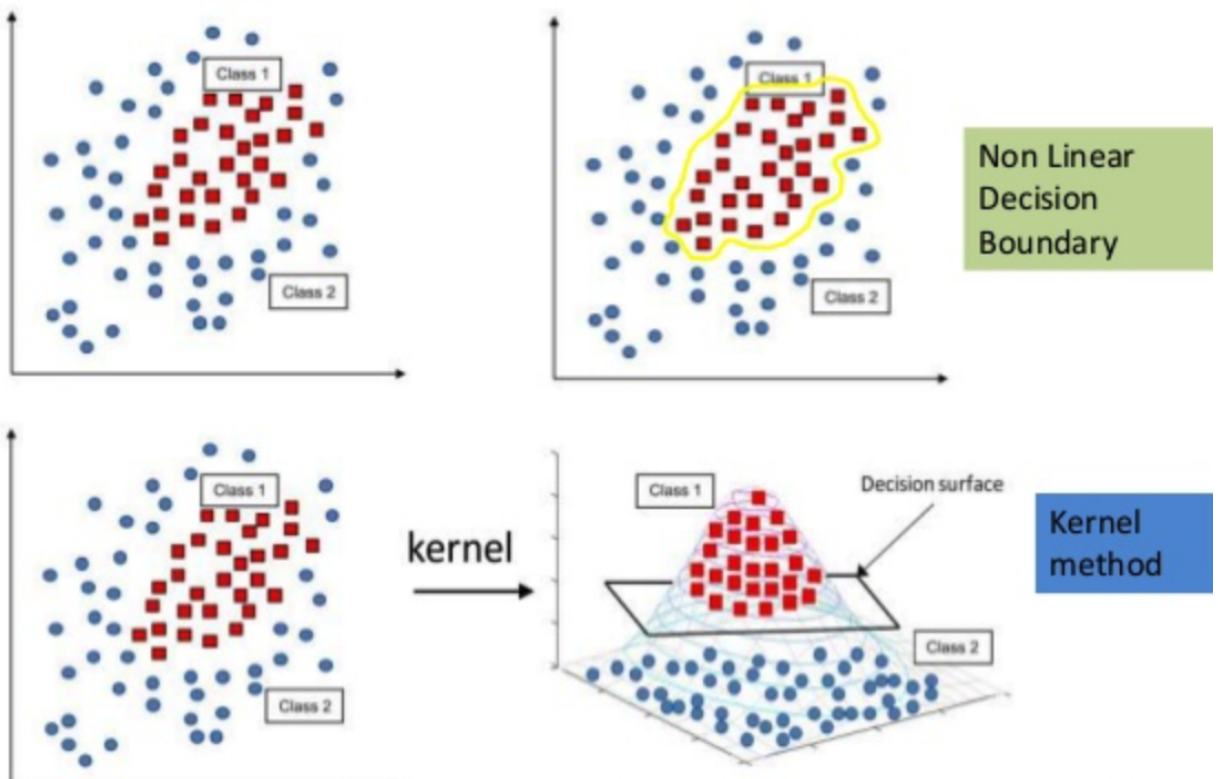 Class 1
Class 2
Class 1
Class 2
Non Linear
Decision
Boundary
Class 1
Class 2
kernel
Class 1
Decision surface
Class 2
Kernel
method